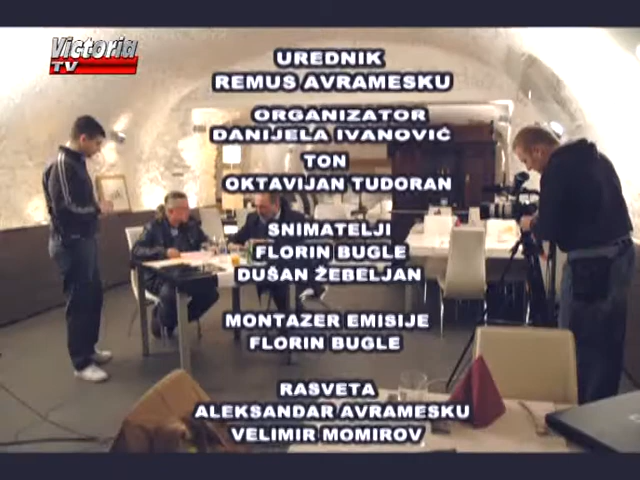 Victoria
TV
UREDNIK
REMUS AVRAMESKU
ORGANIZATOR
DANIJELA IVANOVIĆ
TON
OKTAVIJAN TUDORAN
SNIMATELJI
FLORIN BUGLE
DUŠAN ŽEBELJAN
MONTAZER EMISIJE
FLORIN BUGLE
RASVETA
ALEKSANDAR AVRAMESKU
VELIMIR MOMIROV